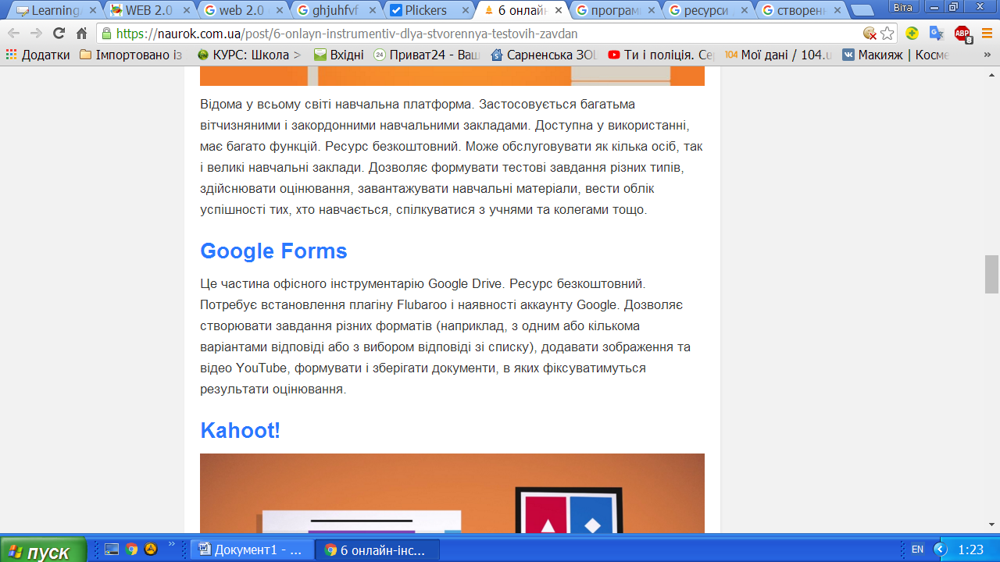 LearningA
WEB 2.0
web 2.0
ghjuhfvf
Plickers
6 онлайн
програм
ресурси
створенн
Віта
https://naurok.com.ua/post/6-onlayn-instrumentiv-dlya-stvorennya-testovih-zavdan
ABP
8
Додатки
Імпортовано із
КУРС: Школа >
Вхідні
24
Приват24 - Ваш
Сарненська ЗОШ
Ти і поліція. Сер
104
Мої дані / 104.u
Макияж | Косме
»
Відома у всьому світі навчальна платформа. Застосовується багатьма
вітчизняними і закордонними навчальними закладами. Доступна у використанні,
має багато функцій. Ресурс безкоштовний. Може обслуговувати як кілька осіб, так
і великі навчальні заклади. Дозволяє формувати тестові завдання різних типів,
здійснювати оцінювання, завантажувати навчальні матеріали, вести облік
успішності тих, хто навчається, спілкуватися з учнями та колегами тощо.
Google Forms
Це частина офісного інструментарію Google Drive. Ресурс безкоштовний.
Потребує встановлення плагіну Flubaroo і наявності аккаунту Google. Дозволяє
створювати завдання різних форматів (наприклад, з одним або кількома
варіантами відповіді або з вибором відповіді зі списку), додавати зображення та
відео YouTube, формувати і зберігати документи, в яких фіксуватимуться
результати оцінювання.
Kahoot!
пуск
»
Документ1 - ...
6 онлайн-інс...
EN
1:23